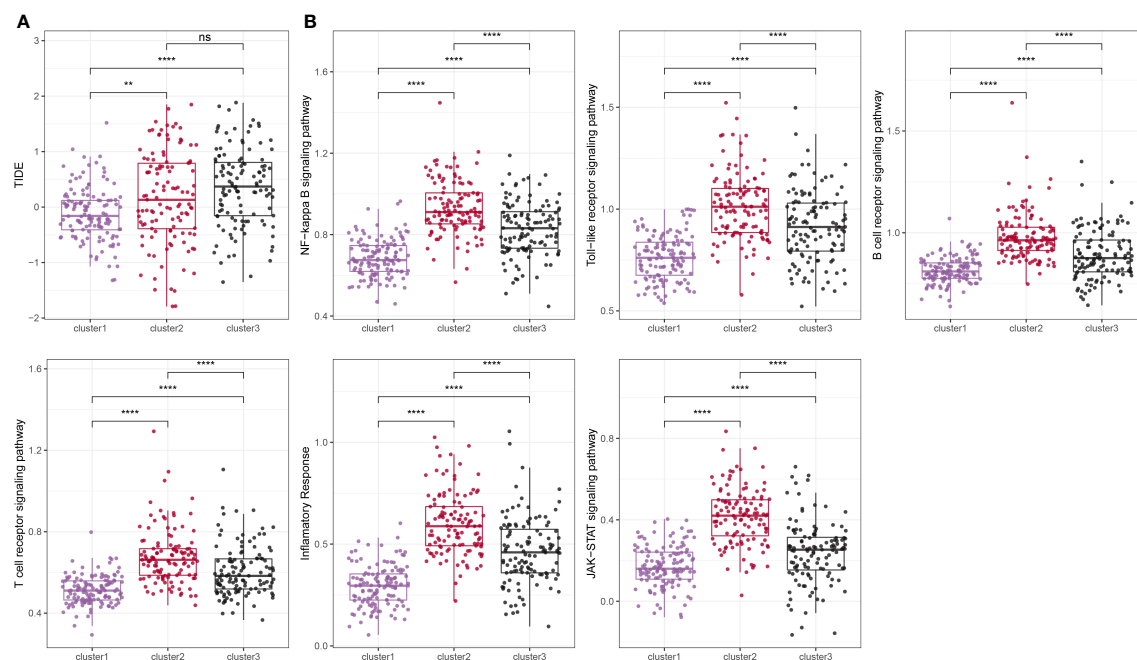 A
B
TIDE
3
2
1
0
−1
−2
ns
****
**
cluster1
cluster2
cluster3
NF−kappa B signaling pathway
1.6
1.2
0.8
0.4
****
****
****
cluster1
cluster2
cluster3
Toll−like receptor signaling pathway
1.5
1.0
0.5
****
****
****
cluster1
cluster2
cluster3
B cell receptor signaling pathway
1.5
1.0
****
****
****
cluster1
cluster2
cluster3
T cell receptor signaling pathway
1.6
1.2
0.8
0.4
****
****
****
cluster1
cluster2
cluster3
Inflamatory Response
1.0
0.5
0.0
****
****
****
cluster1
cluster2
cluster3
JAK−STAT signaling pathway
0.8
0.4
0.0
****
****
****
cluster1
cluster2
cluster3